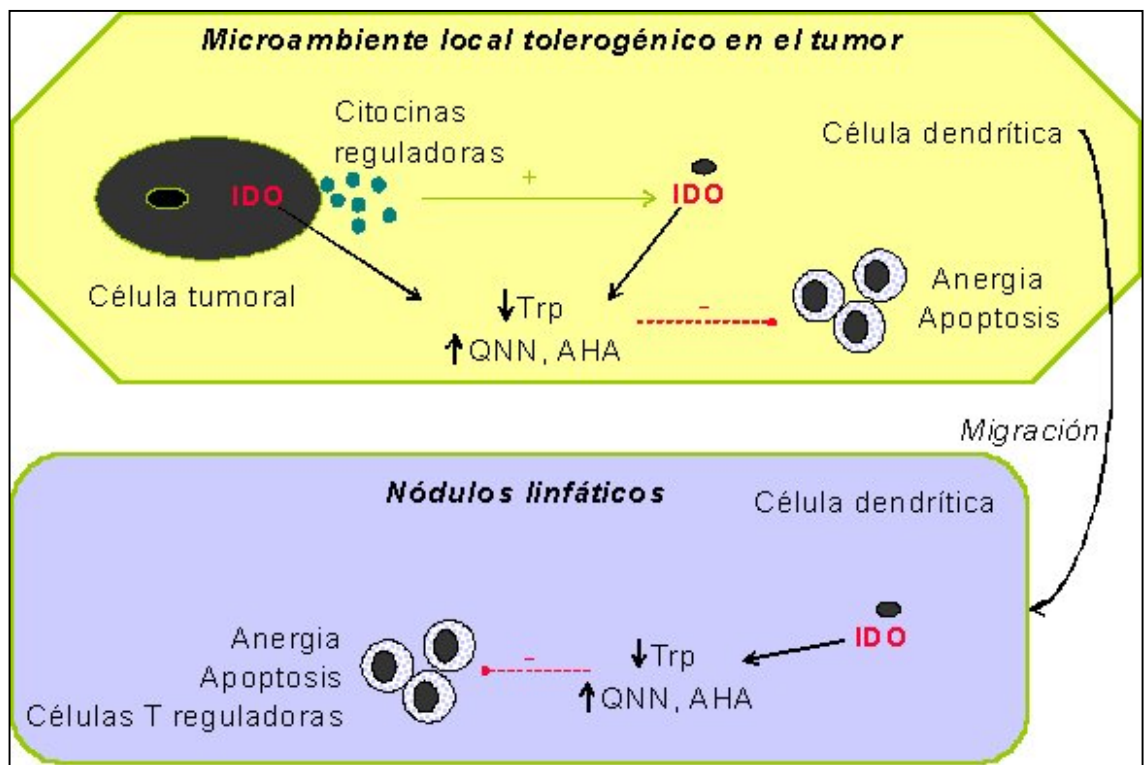 Microambiente local tolerogénico en el tumor
Citocinas
reguladoras
Célula dendrítica
+
IDO
IDO
Célula tumoral
↓Trp
↑QNN, AHA
–
Anergia
Apoptosis
Migración
Nódulos linfáticos
Célula dendrítica
IDO
↓Trp
↑QNN, AHA
–
Anergia
Apoptosis
Células T reguladoras